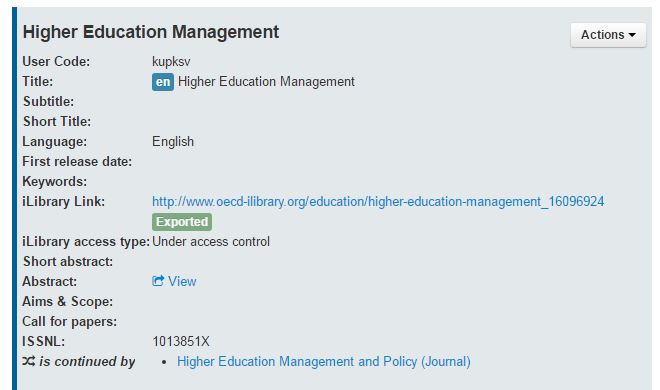 Higher Education Management
Actions
User Code: kupksv
Title: en Higher Education Management
Subtitle:
Short Title:
Language: English
First release date:
Keywords:
iLibrary Link: http://www.oecd-ilibrary.org/education/higher-education-management_16096924
Exported
iLibrary access type: Under access control
Short abstract:
Abstract: View
Aims & Scope:
Call for papers:
ISSNL: 1013851X
is continued by • Higher Education Management and Policy (Journal)